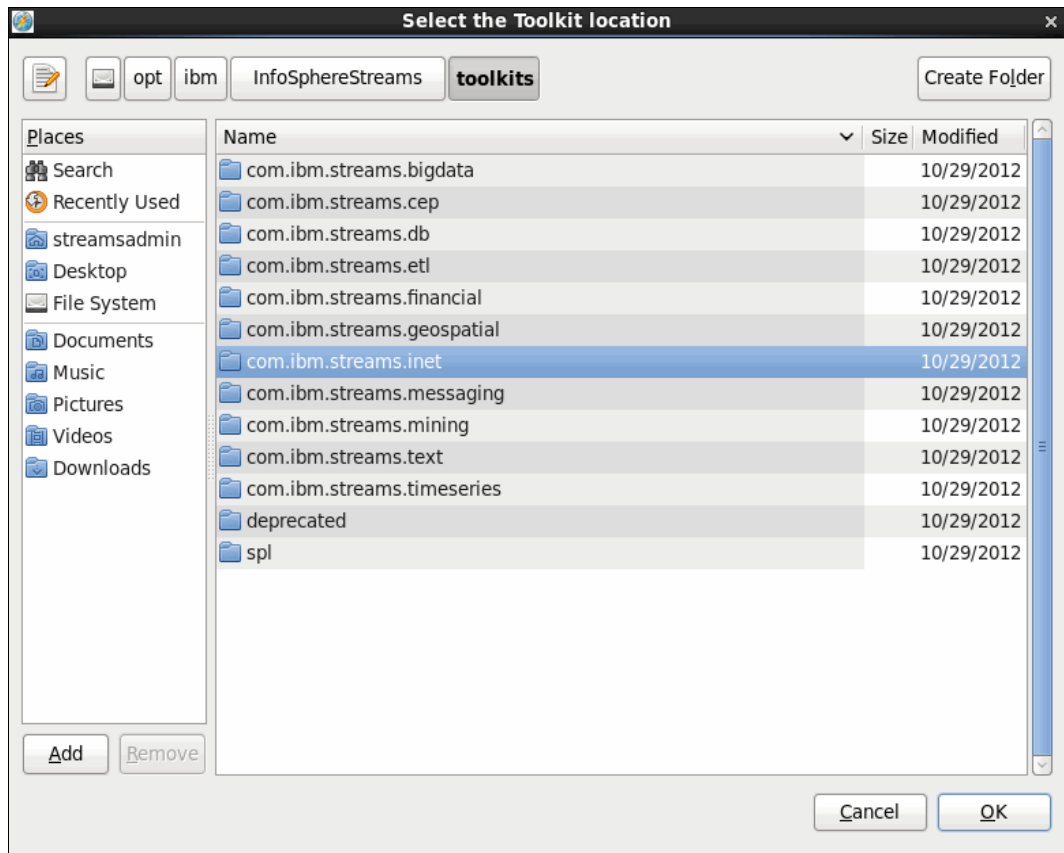 Select the Toolkit location
opt ibm InfoSphereStreams toolkits Create Folder
Places
Search
Recently Used
streamsadmin
Desktop
File System
Documents
Music
Pictures
Videos
Downloads
Add Remove
Name Size Modified
com.ibm.streams.bigdata 10/29/2012
com.ibm.streams.cep 10/29/2012
com.ibm.streams.db 10/29/2012
com.ibm.streams.etl 10/29/2012
com.ibm.streams.financial 10/29/2012
com.ibm.streams.geospatial 10/29/2012
com.ibm.streams.inet 10/29/2012
com.ibm.streams.messaging 10/29/2012
com.ibm.streams.mining 10/29/2012
com.ibm.streams.text 10/29/2012
com.ibm.streams.timeseries 10/29/2012
deprecated 10/29/2012
spl 10/29/2012
Cancel OK